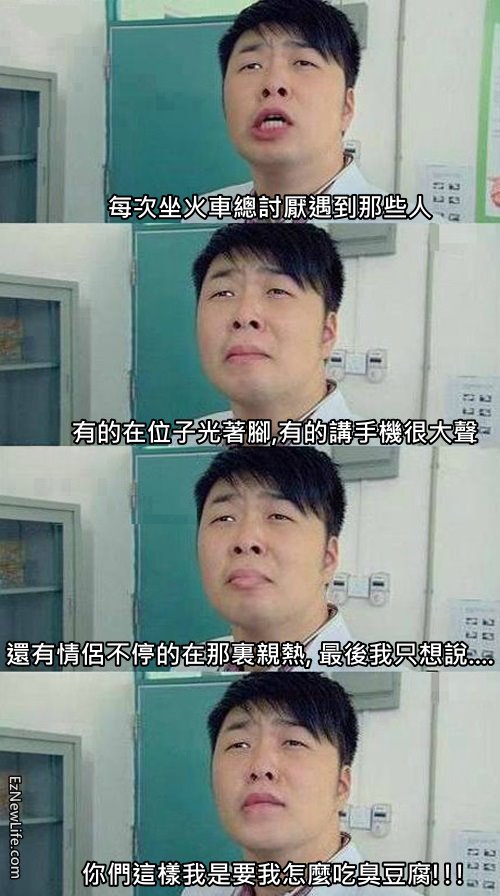 每次坐火車總討厭遇到那些人
有的在位子光著腳,有的講手機很大聲
還有情侶不停的在那裏親熱, 最後我只想說....
你們這樣我是要我怎麼吃臭豆腐!!!
EzNewLife.com